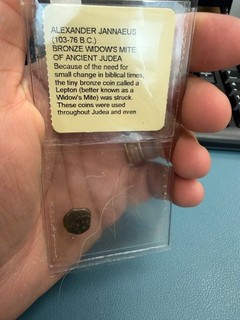 ALEXANDER JANNAEUS
(103-76 B.C.)
BRONZE WIDOW'S MITE
OF ANCIENT JUDEA
Because of the need for
small change in biblical times,
the tiny bronze coin called a
Lepton (better known as a
Widow's Mite) was struck.
These coins were used
throughout Judea and even